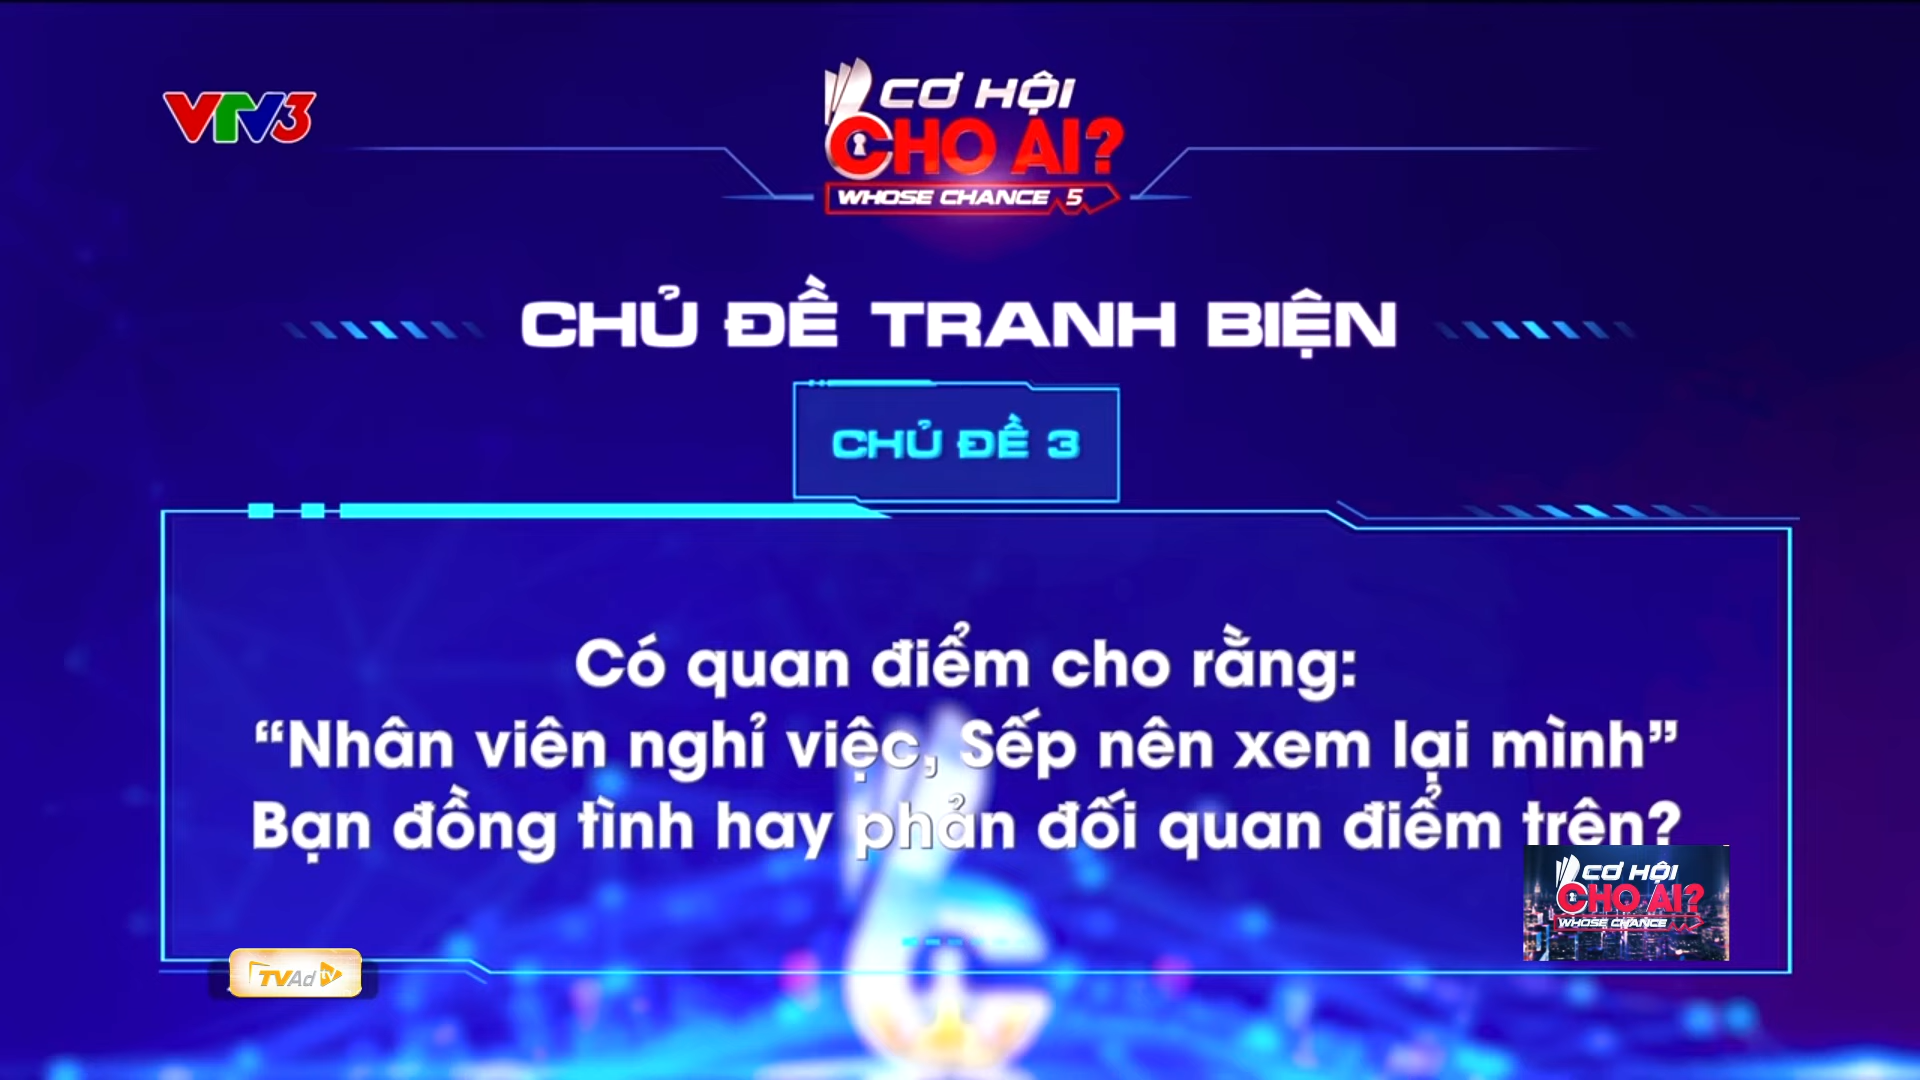 VTV3
CƠ HỘI
CHO AI?
WHOSE CHANCE 5
CHỦ ĐỀ TRANH BIỆN
CHỦ ĐỀ 3
Có quan điểm cho rằng:
“Nhân viên nghỉ việc, Sếp nên xem lại mình”
Bạn đồng tình hay phản đối quan điểm trên?
CƠ HỘI
CHO AI?
WHOSE CHANCE
TVAd tv